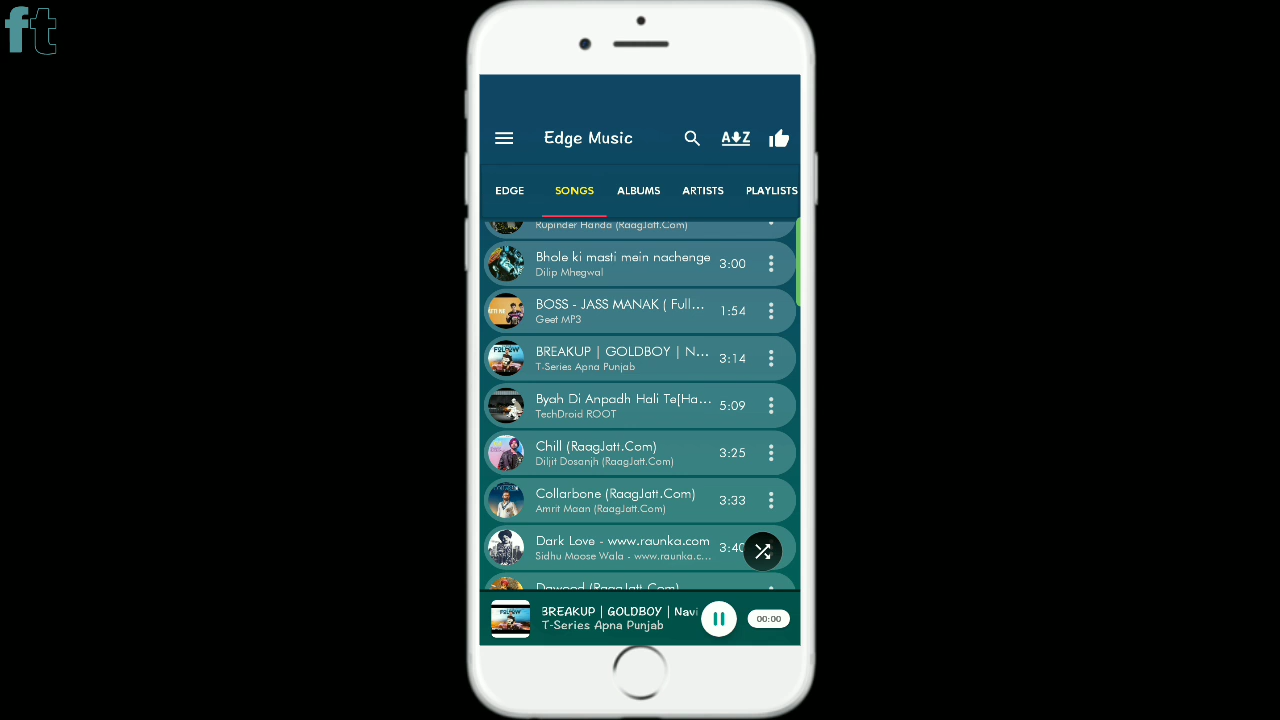 ft
Edge Music
A Z
EDGE SONGS ALBUMS ARTISTS PLAYLISTS
Rupinder Handa (RaagJatt.Com)
Bhole ki masti mein nachenge
Dilip Mhegwal
3:00
BOSS - JASS MANAK ( Full...
Geet MP3
1:54
BREAKUP | GOLDBOY | N...
T-Series Apna Punjab
3:14
Byah Di Anpadh Hali Te[Ha...
TechDroid ROOT
5:09
Chill (RaagJatt.Com)
Diljit Dosanjh (RaagJatt.Com)
3:25
Collarbone (RaagJatt.Com)
Amrit Maan (RaagJatt.Com)
3:33
Dark Love - www.raunka.com
Sidhu Moose Wala - www.raunka.c...
3:40
Dawood (RaagJatt.Com)
BREAKUP | GOLDBOY | Navi
T-Series Apna Punjab
00:00